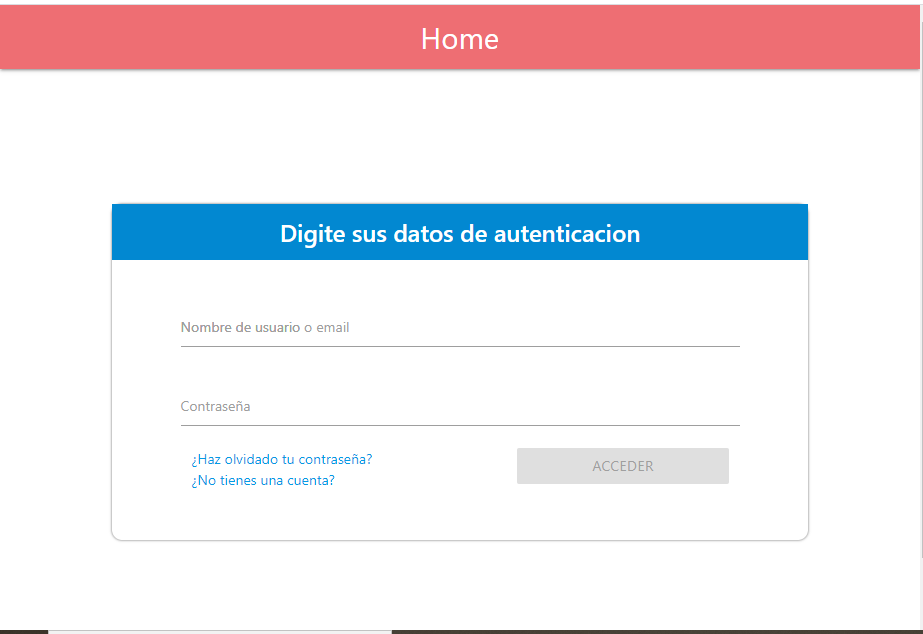 Home
Digite sus datos de autenticacion
Nombre de usuario o email
Contraseña
¿Haz olvidado tu contraseña?
ACCEDER
¿No tienes una cuenta?